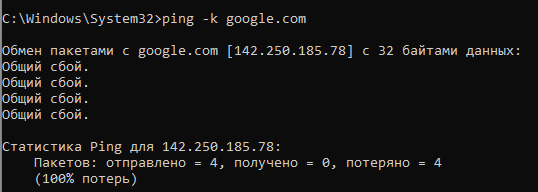 C:\Windows\System32>ping -k google.com
Обмен пакетами с google.com [142.250.185.78] с 32 байтами данных:
Общий сбой.
Общий сбой.
Общий сбой.
Общий сбой.
Статистика Ping для 142.250.185.78:
Пакетов: отправлено = 4, получено = 0, потеряно = 4
(100% потерь)